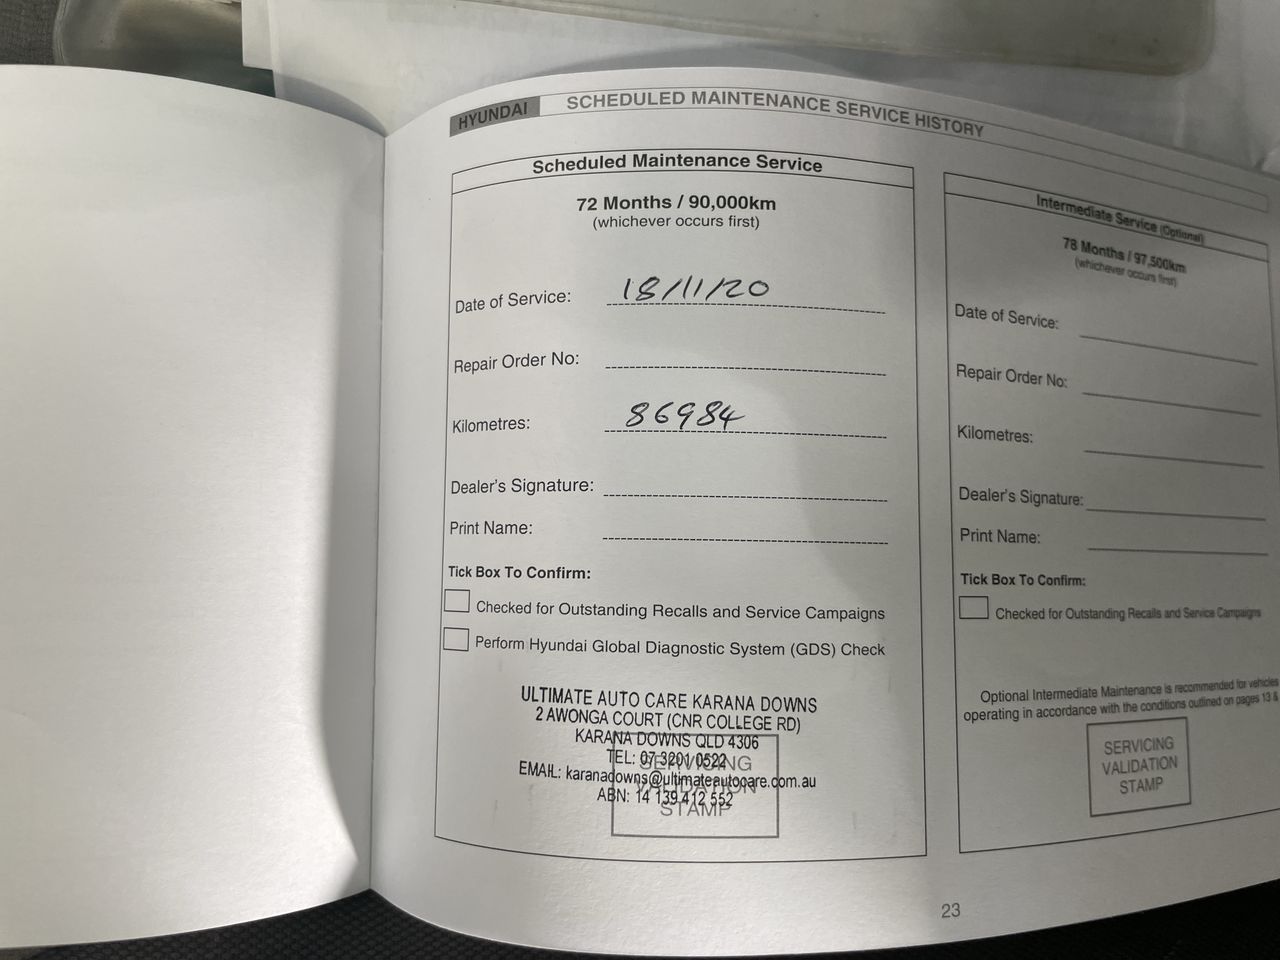 HYUNDAI SCHEDULED MAINTENANCE SERVICE HISTORY
Scheduled Maintenance Service
72 Months / 90,000km
(whichever occurs first)
Date of Service: 18/11/20
Repair Order No:
Kilometres: 86984
Dealer's Signature:
Print Name:
Tick Box To Confirm:
Checked for Outstanding Recalls and Service Campaigns
Perform Hyundai Global Diagnostic System (GDS) Check
ULTIMATE AUTO CARE KARANA DOWNS
2 AWONGA COURT (CNR COLLEGE RD)
KARANA DOWNS QLD 4306
TEL: 07 3201 0522
EMAIL: karanadowns@ultimateautocare.com.au
ABN: 14 139 412 552
SERVICING
VALIDATION
STAMP
Intermediate Service (Optional)
78 Months / 97,500km
(whichever occurs first)
Date of Service:
Repair Order No:
Kilometres:
Dealer's Signature:
Print Name:
Tick Box To Confirm:
Checked for Outstanding Recalls and Service Campaigns
Optional Intermediate Maintenance is recommended for vehicles
operating in accordance with the conditions outlined on pages 13 &
SERVICING
VALIDATION
STAMP
23